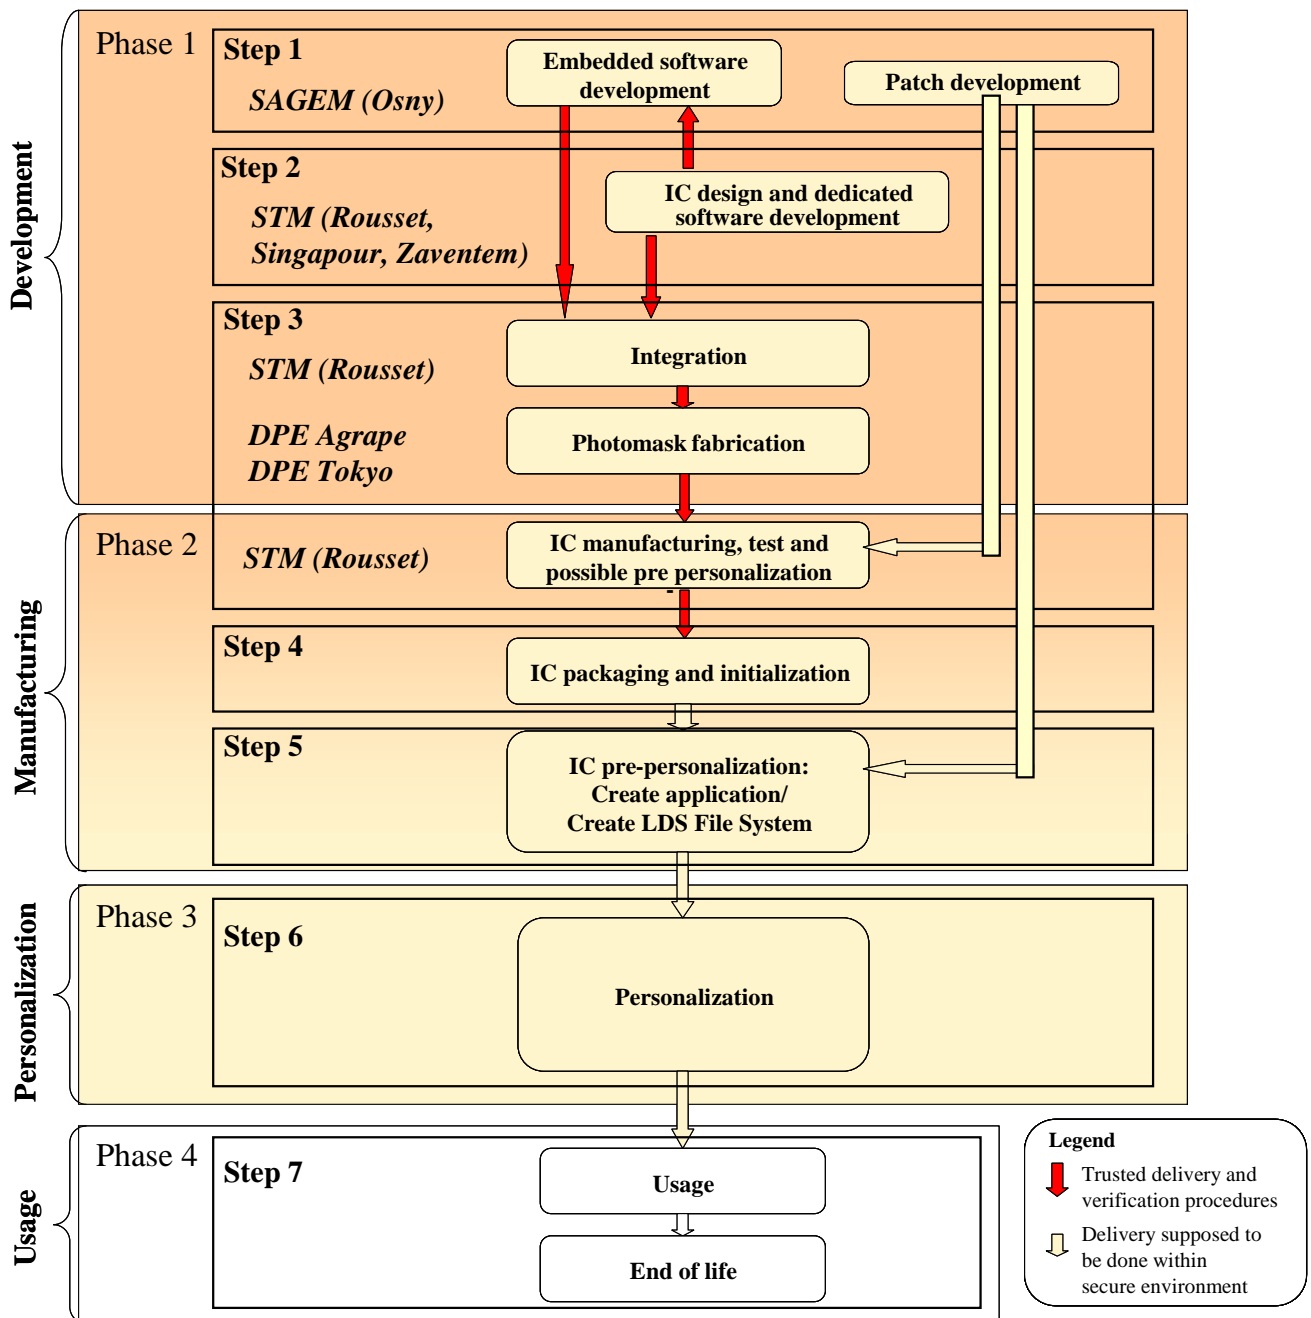 Development
Phase 1
Step 1
SAGEM (Osny)
Embedded software
development
Patch development
Step 2
STM (Rousset,
Singapour, Zaventem)
IC design and dedicated
software development
Step 3
STM (Rousset)
Integration
DPE Agrape
DPE Tokyo
Photomask fabrication
Manufacturing
Phase 2
STM (Rousset)
IC manufacturing, test and
possible pre personalization
Step 4
IC packaging and initialization
Step 5
IC pre-personalization:
Create application/
Create LDS File System
Personalization
Phase 3
Step 6
Personalization
Usage
Phase 4
Step 7
Usage
End of life
Legend
Trusted delivery and
verification procedures
Delivery supposed to
be done within
secure environment